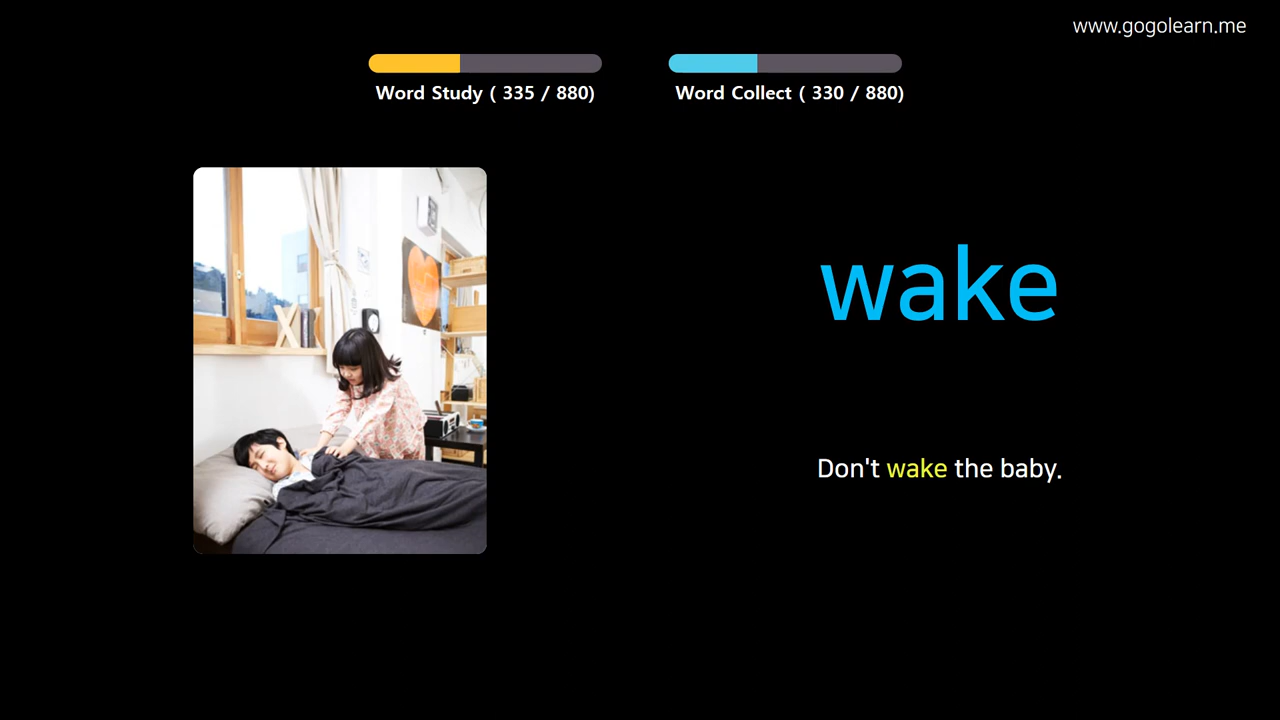 www.gogolearn.me
Word Study ( 335 / 880)
Word Collect ( 330 / 880)
wake
Don't wake the baby.